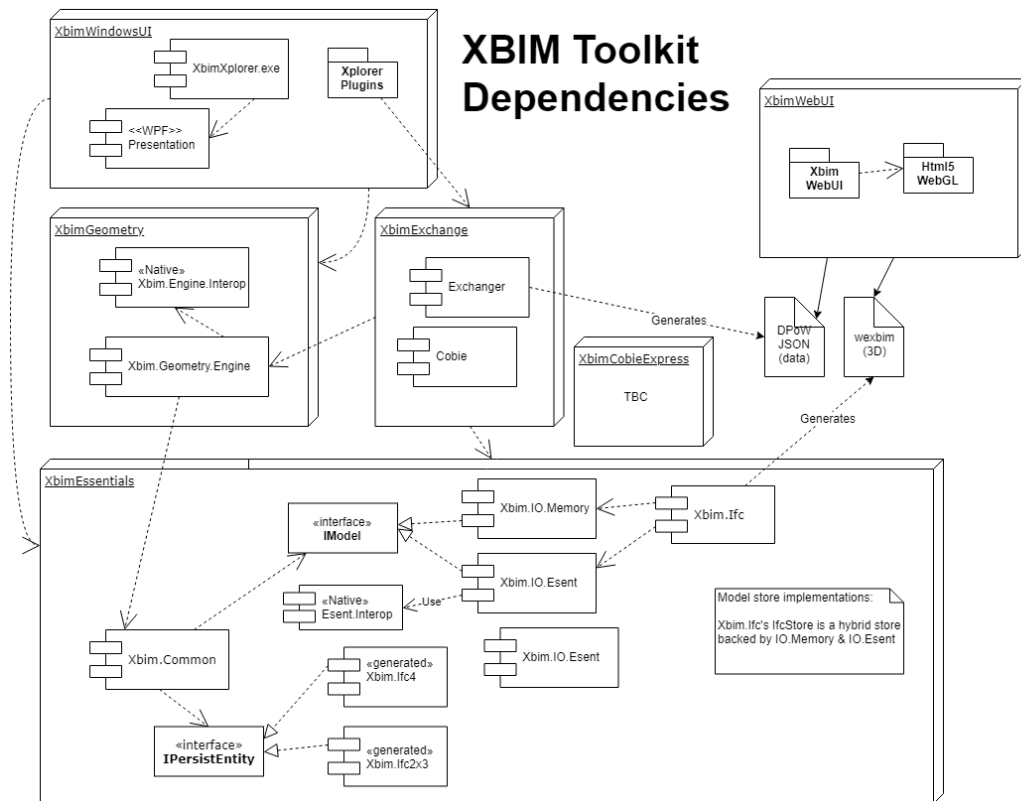 XbimWindowsUI
XbimXplorer.exe
Xplorer
Plugins
<<WPF>>
Presentation
XBIM Toolkit
Dependencies
XbimWebUI
Xbim
WebUI
Html5
WebGL
XbimGeometry
«Native»
Xbim.Engine.Interop
Xbim.Geometry.Engine
XbimExchange
Exchanger
Cobie
Generates
DPoW
JSON
(data)
wexbim
(3D)
XbimCobieExpress
TBC
Generates
XbimEssentials
«interface»
IModel
Xbim.IO.Memory
Xbim.Ifc
Xbim.IO.Esent
«Native»
Esent.Interop
Use
Xbim.IO.Esent
Model store implementations:
Xbim.Ifc's IfcStore is a hybrid store
backed by IO.Memory & IO.Esent
Xbim.Common
«generated»
Xbim.Ifc4
«interface»
IPersistEntity
«generated»
Xbim.Ifc2x3